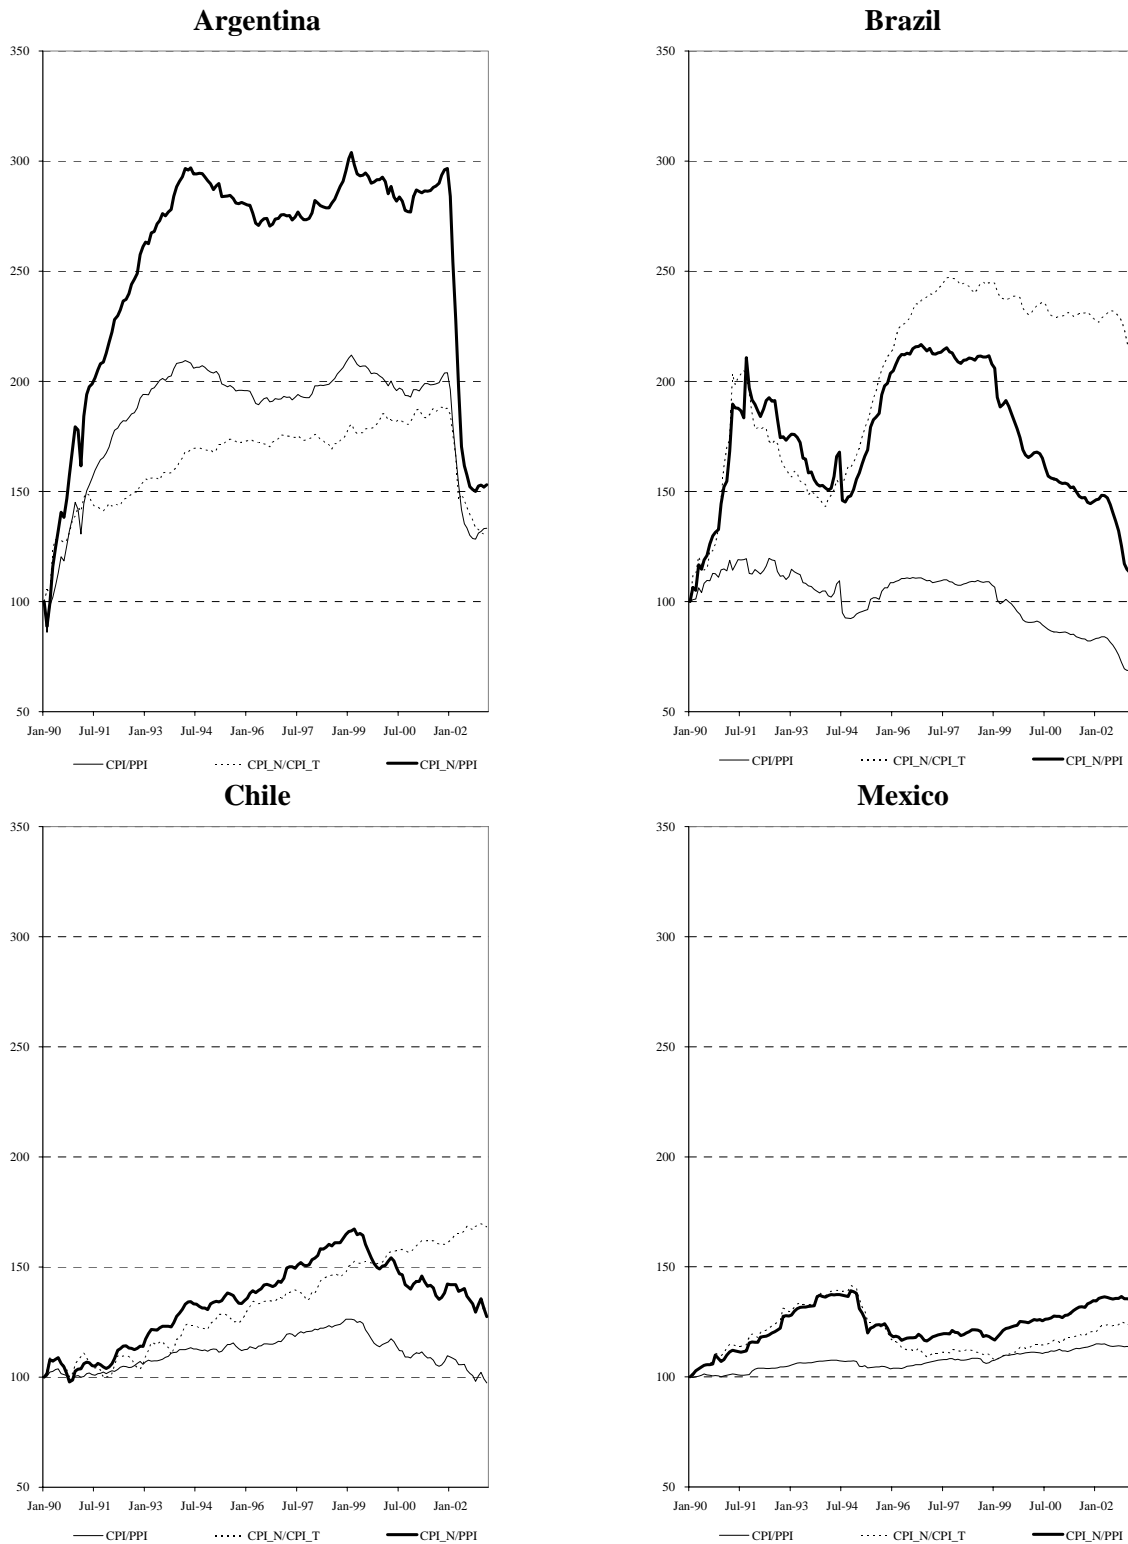 Argentina
350
300
250
200
150
100
50
Jan-90 Jul-91 Jan-93 Jul-94 Jan-96 Jul-97 Jan-99 Jul-00 Jan-02
CPI/PPI CPI_N/CPI_T CPI_N/PPI
Brazil
350
300
250
200
150
100
50
Jan-90 Jul-91 Jan-93 Jul-94 Jan-96 Jul-97 Jan-99 Jul-00 Jan-02
CPI/PPI CPI_N/CPI_T CPI_N/PPI
Chile
350
300
250
200
150
100
50
Jan-90 Jul-91 Jan-93 Jul-94 Jan-96 Jul-97 Jan-99 Jul-00 Jan-02
CPI/PPI CPI_N/CPI_T CPI_N/PPI
Mexico
350
300
250
200
150
100
50
Jan-90 Jul-91 Jan-93 Jul-94 Jan-96 Jul-97 Jan-99 Jul-00 Jan-02
CPI/PPI CPI_N/CPI_T CPI_N/PPI